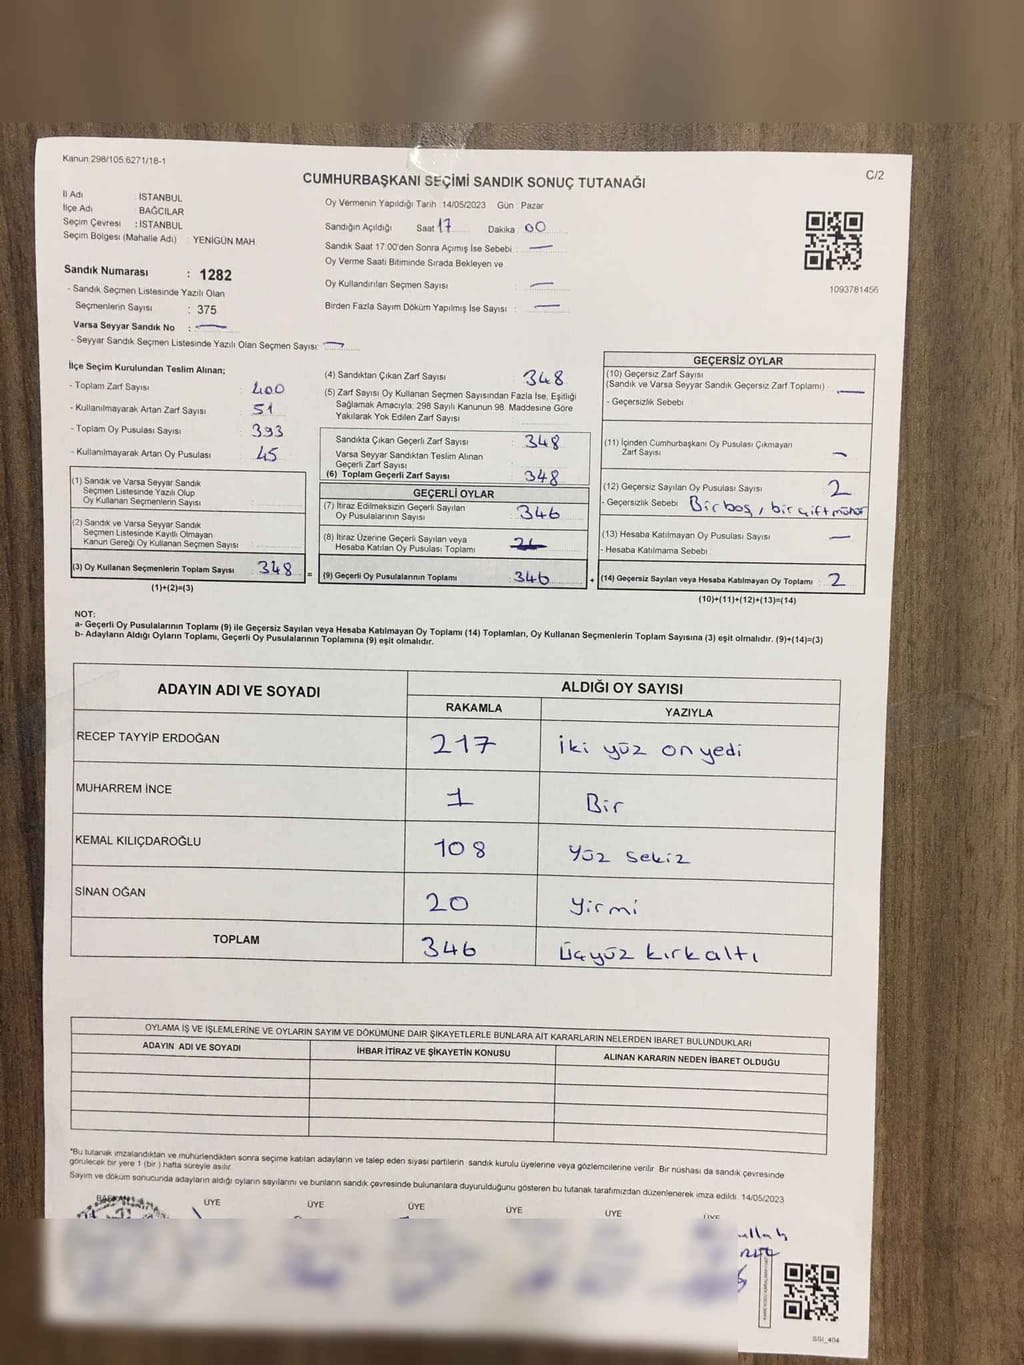 Kanun 298/105 6271/18-1
C/2
CUMHURBAŞKANI SEÇİMİ SANDIK SONUÇ TUTANAĞI
İl Adı : İSTANBUL
İlçe Adı : BAĞCILAR
Seçim Çevresi : İSTANBUL
Seçim Bölgesi (Mahalle Adı) : YENİGÜN MAH
Sandık Numarası : 1282
- Sandık Seçmen Listesinde Yazılı Olan
Seçmenlerin Sayısı : 375
Varsa Seyyar Sandık No : —
- Seyyar Sandık Seçmen Listesinde Yazılı Olan Seçmen Sayısı: —
Oy Vermenin Yapıldığı Tarih : 14/05/2023 Gün : Pazar
Sandığın Açıldığı Saat 17 Dakika : 00
Sandık Saat 17:00'den Sonra Açımış İse Sebebi : —
Oy Verme Saati Bitiminde Sırada Bekleyen ve
Oy Kullandırılan Seçmen Sayısı : —
Birden Fazla Sayım Döküm Yapılmış İse Sayısı : —
1093781456
İlçe Seçim Kurulundan Teslim Alınan;
- Toplam Zarf Sayısı : 400
- Kullanılmayarak Artan Zarf Sayısı : 51
- Toplam Oy Pusulası Sayısı : 393
- Kullanılmayarak Artan Oy Pusulası : 45
(1) Sandık ve Varsa Seyyar Sandık
Seçmen Listesinde Yazılı Olup
Oy Kullanan Seçmenlerin Sayısı :
(2) Sandık ve Varsa Seyyar Sandık
Seçmen Listesinde Kayıtlı Olmayan
Kanun Gereği Oy Kullanan Seçmen Sayısı :
(3) Oy Kullanan Seçmenlerin Toplam Sayısı : 348
(1)+(2)=(3)
(4) Sandıktan Çıkan Zarf Sayısı : 348
(5) Zarf Sayısı Oy Kullanan Seçmen Sayısından Fazla İse, Eşitliği
Sağlamak Amacıyla, 298 Sayılı Kanunun 98. Maddesine Göre
Yakılarak Yok Edilen Zarf Sayısı :
Sandıkta Çıkan Geçerli Zarf Sayısı : 348
Varsa Seyyar Sandıktan Teslim Alınan
Geçerli Zarf Sayısı :
(6) Toplam Geçerli Zarf Sayısı : 348
GEÇERLİ OYLAR
(7) İtiraz Edilmeksizin Geçerli Sayılan
Oy Pusulalarının Sayısı : 346
(8) İtiraz Üzerine Geçerli Sayılan veya
Hesaba Katılan Oy Pusulası Toplamı :
= (9) Geçerli Oy Pusulalarının Toplamı : 346 +
GEÇERSİZ OYLAR
(10) Geçersiz Zarf Sayısı
(Sandık ve Varsa Seyyar Sandık Geçersiz Zarf Toplamı) : —
- Geçersizlik Sebebi :
(11) İçinden Cumhurbaşkanı Oy Pusulası Çıkmayan
Zarf Sayısı : —
(12) Geçersiz Sayılan Oy Pusulası Sayısı : 2
- Geçersizlik Sebebi : Bir boş, bir çift mühür
(13) Hesaba Katılmayan Oy Pusulası Sayısı : —
- Hesaba Katılmama Sebebi :
(14) Geçersiz Sayılan veya Hesaba Katılmayan Oy Toplamı : 2
(10)+(11)+(12)+(13)=(14)
NOT:
a- Geçerli Oy Pusulalarının Toplamı (9) ile Geçersiz Sayılan veya Hesaba Katılmayan Oy Toplamı (14) Toplamları, Oy Kullanan Seçmenlerin Toplam Sayısına (3) eşit olmalıdır. (9)+(14)=(3)
b- Adayların Aldığı Oyların Toplamı, Geçerli Oy Pusulalarının Toplamına (9) eşit olmalıdır.
ADAYIN ADI VE SOYADI
ALDIĞI OY SAYISI
RAKAMLA YAZIYLA
RECEP TAYYİP ERDOĞAN 217 iki yüz on yedi
MUHARREM İNCE 1 Bir
KEMAL KILIÇDAROĞLU 108 yüz sekiz
SİNAN OĞAN 20 yirmi
TOPLAM 346 üçyüz kırkaltı
OYLAMA İŞ VE İŞLEMLERİNE VE OYLARIN SAYIM VE DÖKÜMÜNE DAİR ŞİKAYETLERLE BUNLARA AİT KARARLARIN NELERDEN İBARET BULUNDUKLARI
ADAYIN ADI VE SOYADI İHBAR İTİRAZ VE ŞİKAYETİN KONUSU ALINAN KARARIN NEDEN İBARET OLDUĞU
*Bu tutanak imzalandıktan ve mühürlendikten sonra seçime katılan adayların ve talep eden siyasi partilerin sandık kurulu üyelerine veya gözlemcilerine verilir. Bir nüshası da sandık çevresinde
görülecek bir yere 1 (bir ) hafta süreyle asılır.
Sayım ve döküm sonucunda adayların aldığı oyların sayılarını ve bunların sandık çevresinde bulunanlara duyurulduğunu gösteren bu tutanak tarafımızdan düzenlenerek imza edildi. 14/05/2023
BAŞKAN ÜYE ÜYE ÜYE ÜYE ÜYE ÜYE